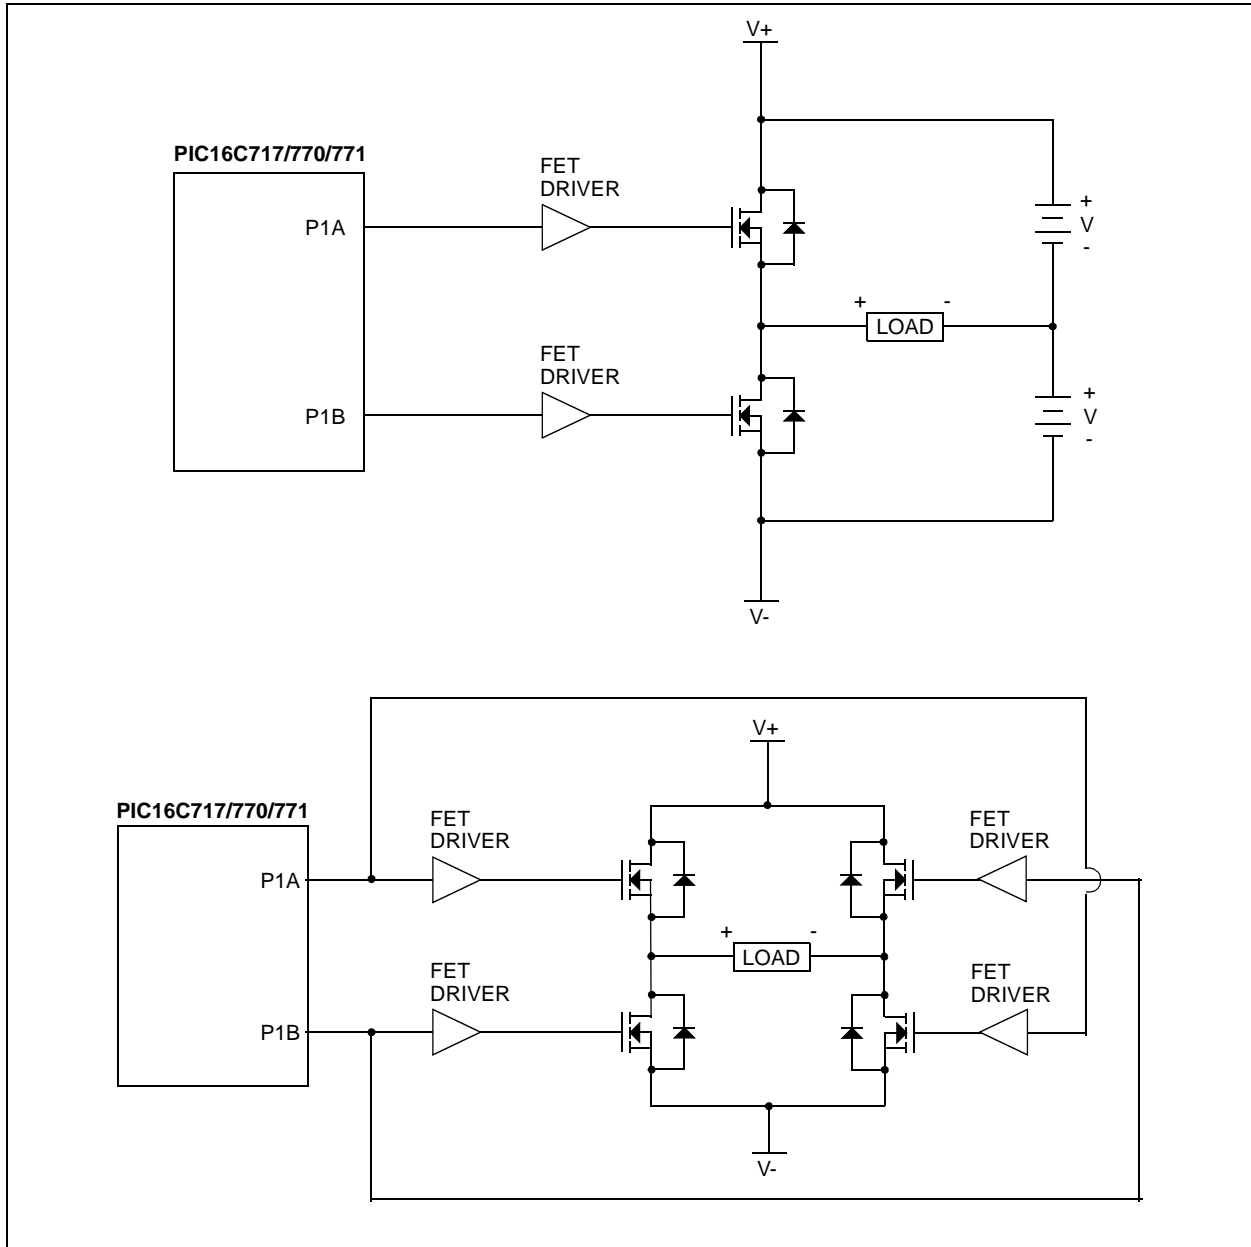 V+
PIC16C717/770/771
FET
DRIVER
P1A
+
V
-
+ -
LOAD
FET
DRIVER
P1B
+
V
-
V-
V+
PIC16C717/770/771
FET
DRIVER
FET
DRIVER
P1A
+ -
LOAD
FET
DRIVER
FET
DRIVER
P1B
V-